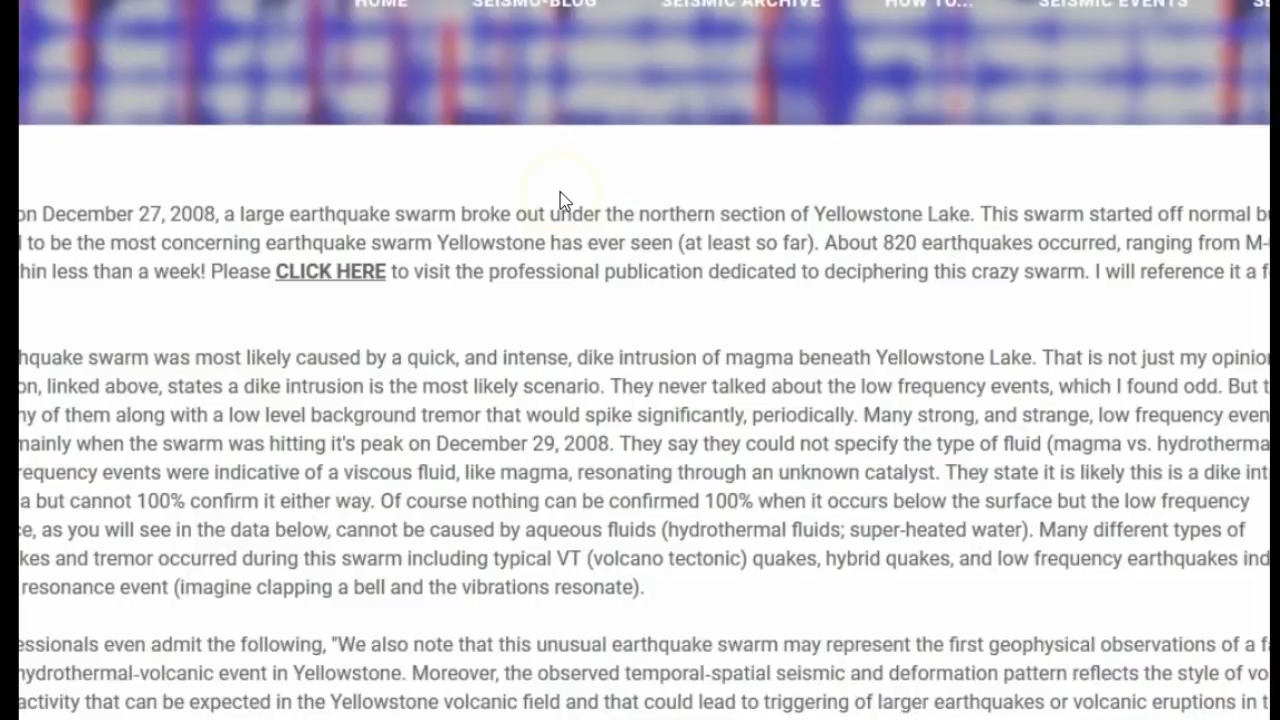 HOME SEISMO-BLOG SEISMIC ARCHIVE HOW TO... SEISMIC EVENTS
on December 27, 2008, a large earthquake swarm broke out under the northern section of Yellowstone Lake. This swarm started off normal
to be the most concerning earthquake swarm Yellowstone has ever seen (at least so far). About 820 earthquakes occurred, ranging from M-
hin less than a week! Please CLICK HERE to visit the professional publication dedicated to deciphering this crazy swarm. I will reference it a
hquake swarm was most likely caused by a quick, and intense, dike intrusion of magma beneath Yellowstone Lake. That is not just my opinio
on, linked above, states a dike intrusion is the most likely scenario. They never talked about the low frequency events, which I found odd. But
ny of them along with a low level background tremor that would spike significantly, periodically. Many strong, and strange, low frequency even
mainly when the swarm was hitting it's peak on December 29, 2008. They say they could not specify the type of fluid (magma vs. hydrotherma
requency events were indicative of a viscous fluid, like magma, resonating through an unknown catalyst. They state it is likely this is a dike int
a but cannot 100% confirm it either way. Of course nothing can be confirmed 100% when it occurs below the surface but the low frequency
ce, as you will see in the data below, cannot be caused by aqueous fluids (hydrothermal fluids; super-heated water). Many different types of
kes and tremor occurred during this swarm including typical VT (volcano tectonic) quakes, hybrid quakes, and low frequency earthquakes ind
resonance event (imagine clapping a bell and the vibrations resonate).
essionals even admit the following, "We also note that this unusual earthquake swarm may represent the first geophysical observations of a
hydrothermal-volcanic event in Yellowstone. Moreover, the observed temporal-spatial seismic and deformation pattern reflects the style of vo
activity that can be expected in the Yellowstone volcanic field and that could lead to triggering of larger earthquakes or volcanic eruptions in